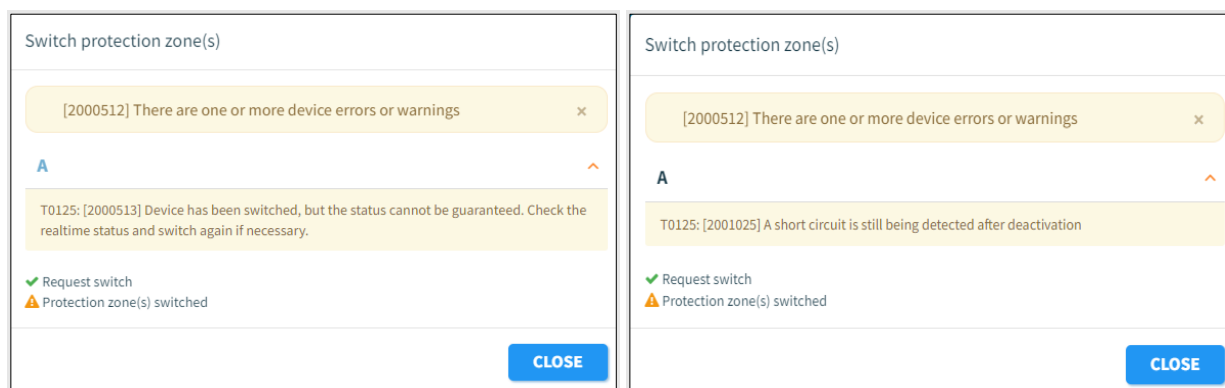 Switch protection zone(s)
[2000512] There are one or more device errors or warnings ×
A
T0125: [2000513] Device has been switched, but the status cannot be guaranteed. Check the
realtime status and switch again if necessary.
Request switch
Protection zone(s) switched
CLOSE
Switch protection zone(s)
[2000512] There are one or more device errors or warnings ×
A
T0125: [2001025] A short circuit is still being detected after deactivation
Request switch
Protection zone(s) switched
CLOSE